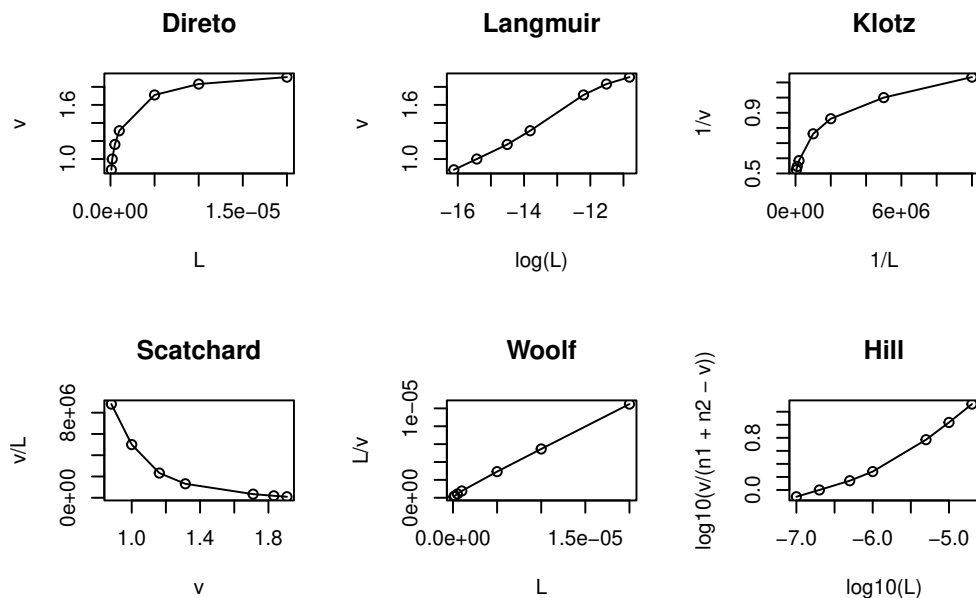 Direto
v
1.0 1.6
0.0e+00 1.5e-05
L
Langmuir
v
1.0 1.6
−16 −14 −12
log(L)
Klotz
1/v
0.5 0.9
0e+00 6e+06
1/L
Scatchard
v/L
0e+00 8e+06
1.0 1.4 1.8
v
Woolf
L/v
0e+00 1e-05
0.0e+00 1.5e-05
L
Hill
log10(v/(n1 + n2 − v))
0.0 0.8
−7.0 −6.0 −5.0
log10(L)